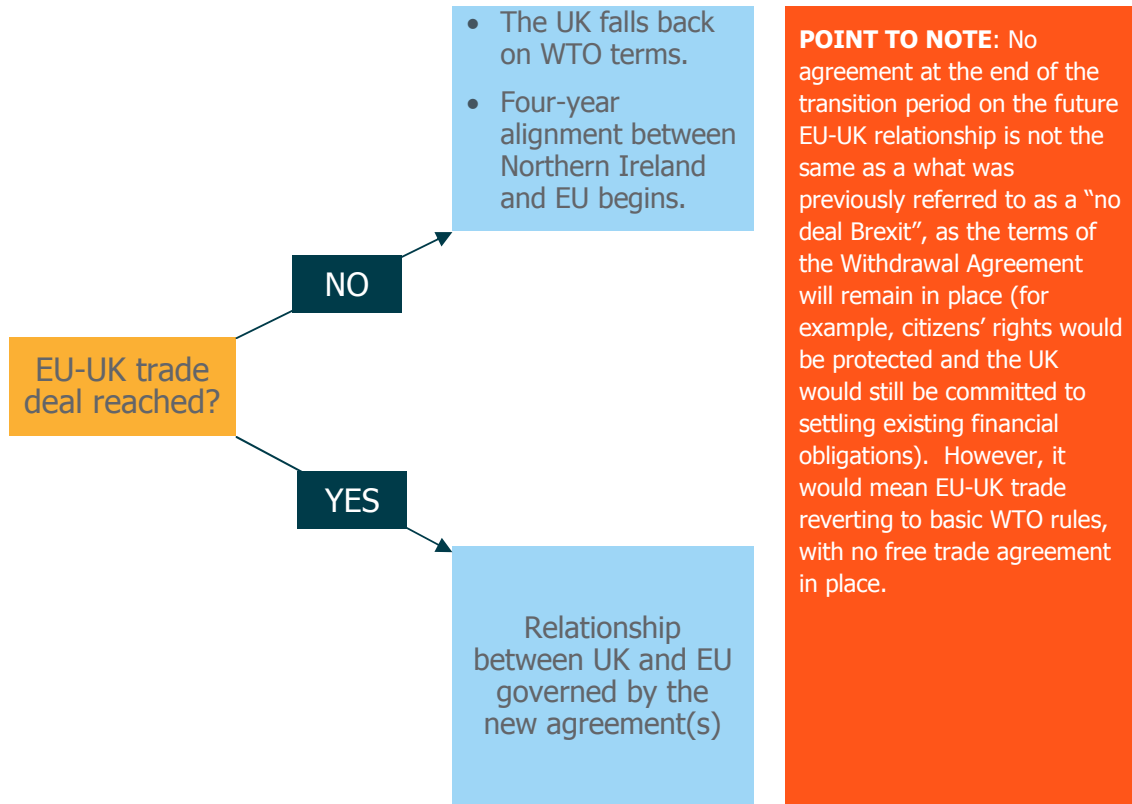 • The UK falls back
on WTO terms.
• Four-year
alignment between
Northern Ireland
and EU begins.
NO
EU-UK trade
deal reached?
YES
Relationship
between UK and EU
governed by the
new agreement(s)
POINT TO NOTE: No
agreement at the end of the
transition period on the future
EU-UK relationship is not the
same as a what was
previously referred to as a “no
deal Brexit”, as the terms of
the Withdrawal Agreement
will remain in place (for
example, citizens’ rights would
be protected and the UK
would still be committed to
settling existing financial
obligations). However, it
would mean EU-UK trade
reverting to basic WTO rules,
with no free trade agreement
in place.